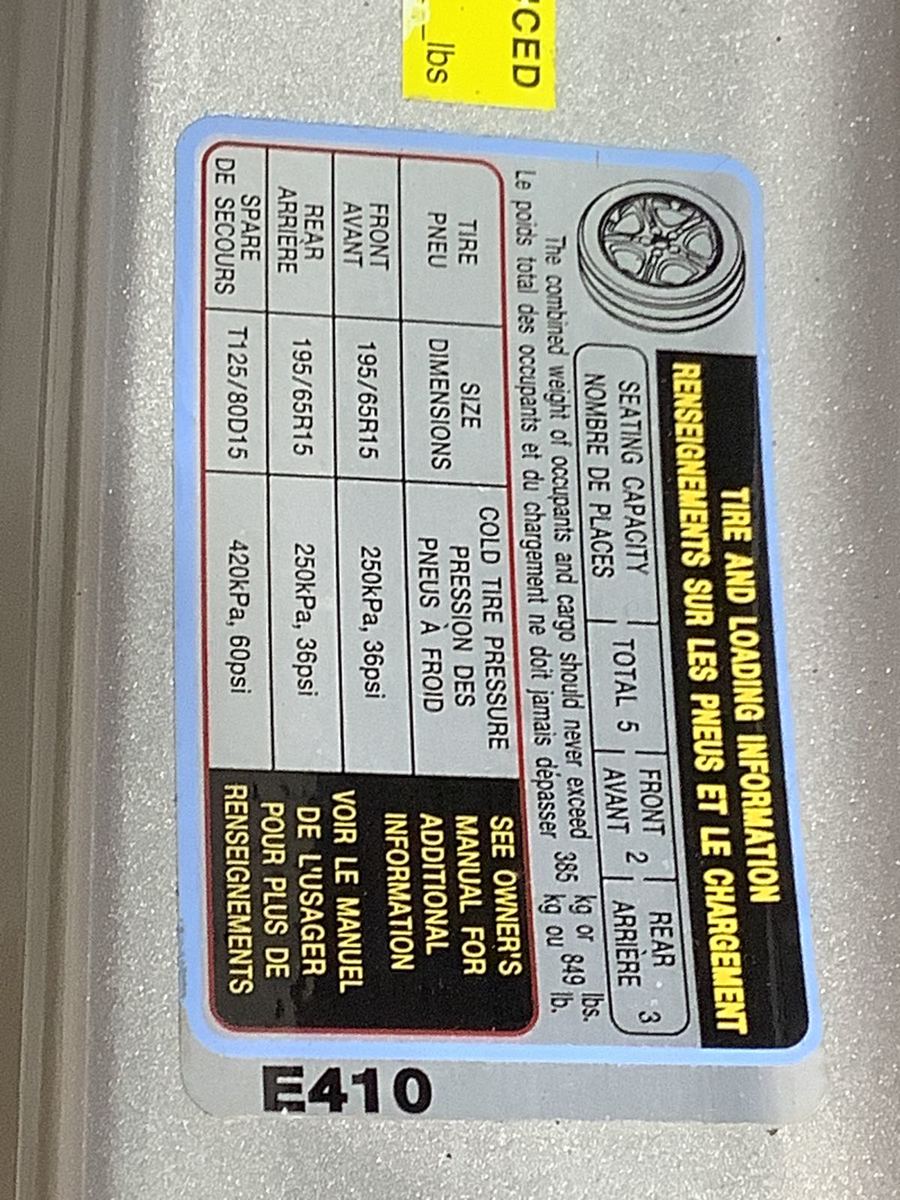 CED
lbs
TIRE AND LOADING INFORMATION
RENSEIGNEMENTS SUR LES PNEUS ET LE CHARGEMENT
SEATING CAPACITY TOTAL 5 FRONT 2 REAR 3
NOMBRE DE PLACES AVANT ARRIÈRE
The combined weight of occupants and cargo should never exceed 385 kg or 849 lbs.
Le poids total des occupants et du chargement ne doit jamais dépasser kg ou lb.
TIRE SIZE COLD TIRE PRESSURE
PNEU DIMENSIONS PRESSION DES
PNEUS À FROID
FRONT 195/65R15 250kPa, 36psi
AVANT
REAR 195/65R15 250kPa, 36psi
ARRIERE
SPARE T125/80D15 420kPa, 60psi
DE SECOURS
SEE OWNER'S
MANUAL FOR
ADDITIONAL
INFORMATION
VOIR LE MANUEL
DE L'USAGER
POUR PLUS DE
RENSEIGNEMENTS
E410